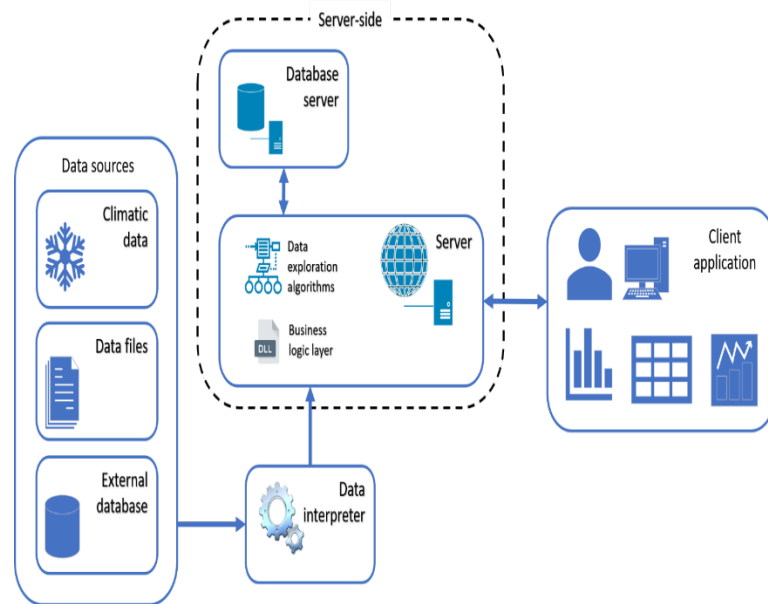 Server-side
Database
server
Data sources
Climatic
data
Data files
External
database
Data
exploration
algorithms
Server
DLL
Business
logic layer
Data
interpreter
Client
application